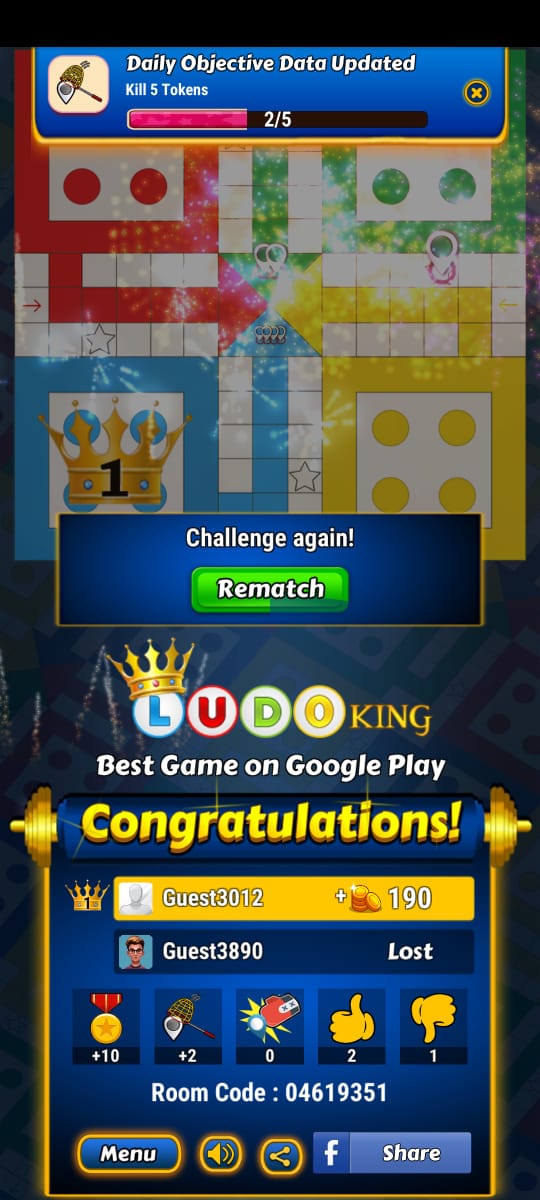 Daily Objective Data Updated
Kill 5 Tokens
2/5
1
Challenge again!
Rematch
LUDO KING
Best Game on Google Play
Congratulations!
1 Guest3012 + 190
Guest3890 Lost
+10 +2 0 2 1
Room Code : 04619351
Menu f Share